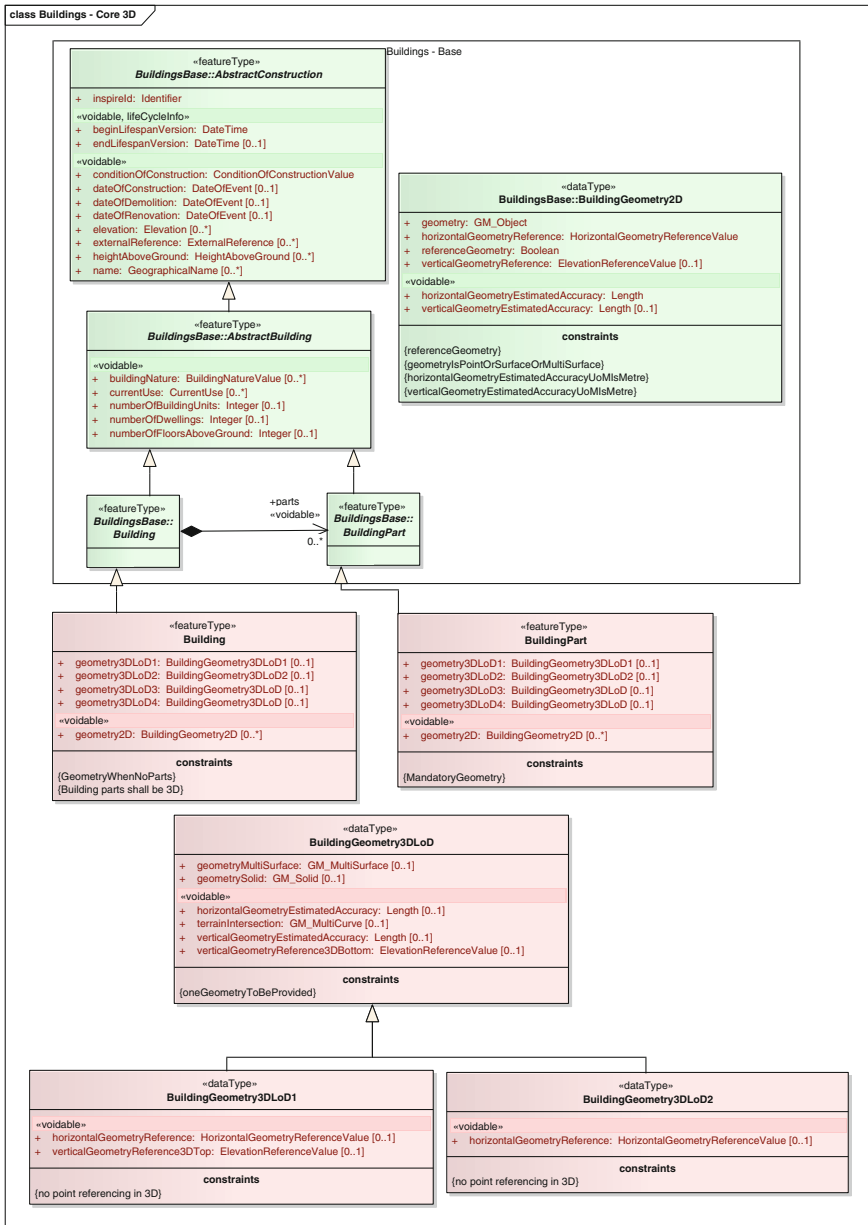 class Buildings - Core 3D
Buildings - Base
«featureType»
BuildingsBase::AbstractConstruction
+ inspireId: Identifier
«voidable, lifeCycleInfo»
+ beginLifespanVersion: DateTime
+ endLifespanVersion: DateTime [0..1]
«voidable»
+ conditionOfConstruction: ConditionOfConstructionValue
+ dateOfConstruction: DateOfEvent [0..1]
+ dateOfDemolition: DateOfEvent [0..1]
+ dateOfRenovation: DateOfEvent [0..1]
+ elevation: Elevation [0..*]
+ externalReference: ExternalReference [0..*]
+ heightAboveGround: HeightAboveGround [0..*]
+ name: GeographicalName [0..*]
«dataType»
BuildingsBase::BuildingGeometry2D
+ geometry: GM_Object
+ horizontalGeometryReference: HorizontalGeometryReferenceValue
+ referenceGeometry: Boolean
+ verticalGeometryReference: ElevationReferenceValue [0..1]
«voidable»
+ horizontalGeometryEstimatedAccuracy: Length
+ verticalGeometryEstimatedAccuracy: Length [0..1]
constraints
{referenceGeometry}
{geometryIsPointOrSurfaceOrMultiSurface}
{horizontalGeometryEstimatedAccuracyUoMIsMetre}
{verticalGeometryEstimatedAccuracyUoMIsMetre}
«featureType»
BuildingsBase::AbstractBuilding
«voidable»
+ buildingNature: BuildingNatureValue [0..*]
+ currentUse: CurrentUse [0..*]
+ numberOfBuildingUnits: Integer [0..1]
+ numberOfDwellings: Integer [0..1]
+ numberOfFloorsAboveGround: Integer [0..1]
«featureType»
BuildingsBase::
Building
+parts
«voidable»
0..*
«featureType»
BuildingsBase::
BuildingPart
«featureType»
Building
+ geometry3DLoD1: BuildingGeometry3DLoD1 [0..1]
+ geometry3DLoD2: BuildingGeometry3DLoD2 [0..1]
+ geometry3DLoD3: BuildingGeometry3DLoD [0..1]
+ geometry3DLoD4: BuildingGeometry3DLoD [0..1]
«voidable»
+ geometry2D: BuildingGeometry2D [0..*]
constraints
{GeometryWhenNoParts}
{Building parts shall be 3D}
«featureType»
BuildingPart
+ geometry3DLoD1: BuildingGeometry3DLoD1 [0..1]
+ geometry3DLoD2: BuildingGeometry3DLoD2 [0..1]
+ geometry3DLoD3: BuildingGeometry3DLoD [0..1]
+ geometry3DLoD4: BuildingGeometry3DLoD [0..1]
«voidable»
+ geometry2D: BuildingGeometry2D [0..*]
constraints
{MandatoryGeometry}
«dataType»
BuildingGeometry3DLoD
+ geometryMultiSurface: GM_MultiSurface [0..1]
+ geometrySolid: GM_Solid [0..1]
«voidable»
+ horizontalGeometryEstimatedAccuracy: Length [0..1]
+ terrainIntersection: GM_MultiCurve [0..1]
+ verticalGeometryEstimatedAccuracy: Length [0..1]
+ verticalGeometryReference3DBottom: ElevationReferenceValue [0..1]
constraints
{oneGeometryToBeProvided}
«dataType»
BuildingGeometry3DLoD1
«voidable»
+ horizontalGeometryReference: HorizontalGeometryReferenceValue [0..1]
+ verticalGeometryReference3DTop: ElevationReferenceValue [0..1]
constraints
{no point referencing in 3D}
«dataType»
BuildingGeometry3DLoD2
«voidable»
+ horizontalGeometryReference: HorizontalGeometryReferenceValue [0..1]
constraints
{no point referencing in 3D}